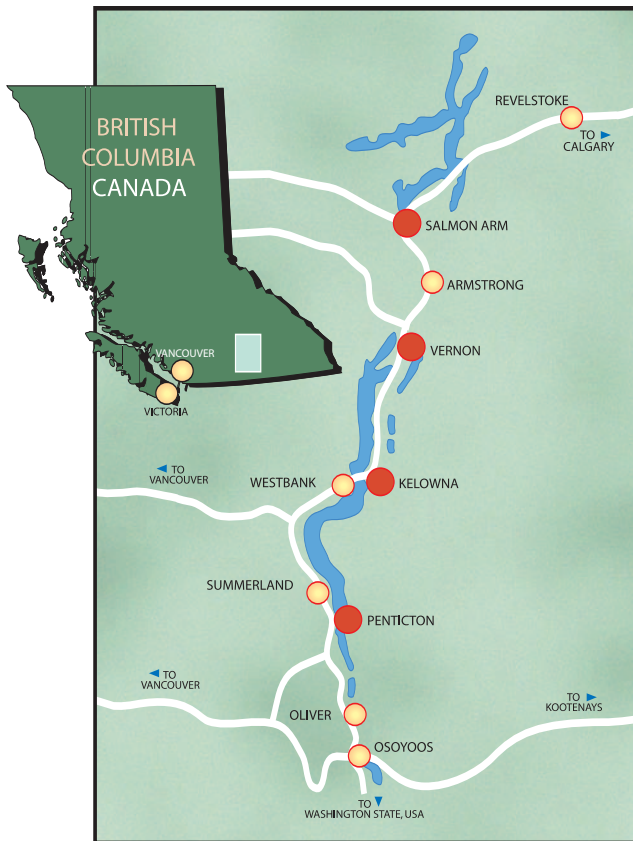 BRITISH
COLUMBIA
CANADA
VANCOUVER
VICTORIA
REVELSTOKE
TO
CALGARY
SALMON ARM
ARMSTRONG
VERNON
TO
VANCOUVER
WESTBANK
KELOWNA
SUMMERLAND
PENTICTON
TO
VANCOUVER
TO
KOOTENAYS
OLIVER
OSOYOOS
TO
WASHINGTON STATE, USA